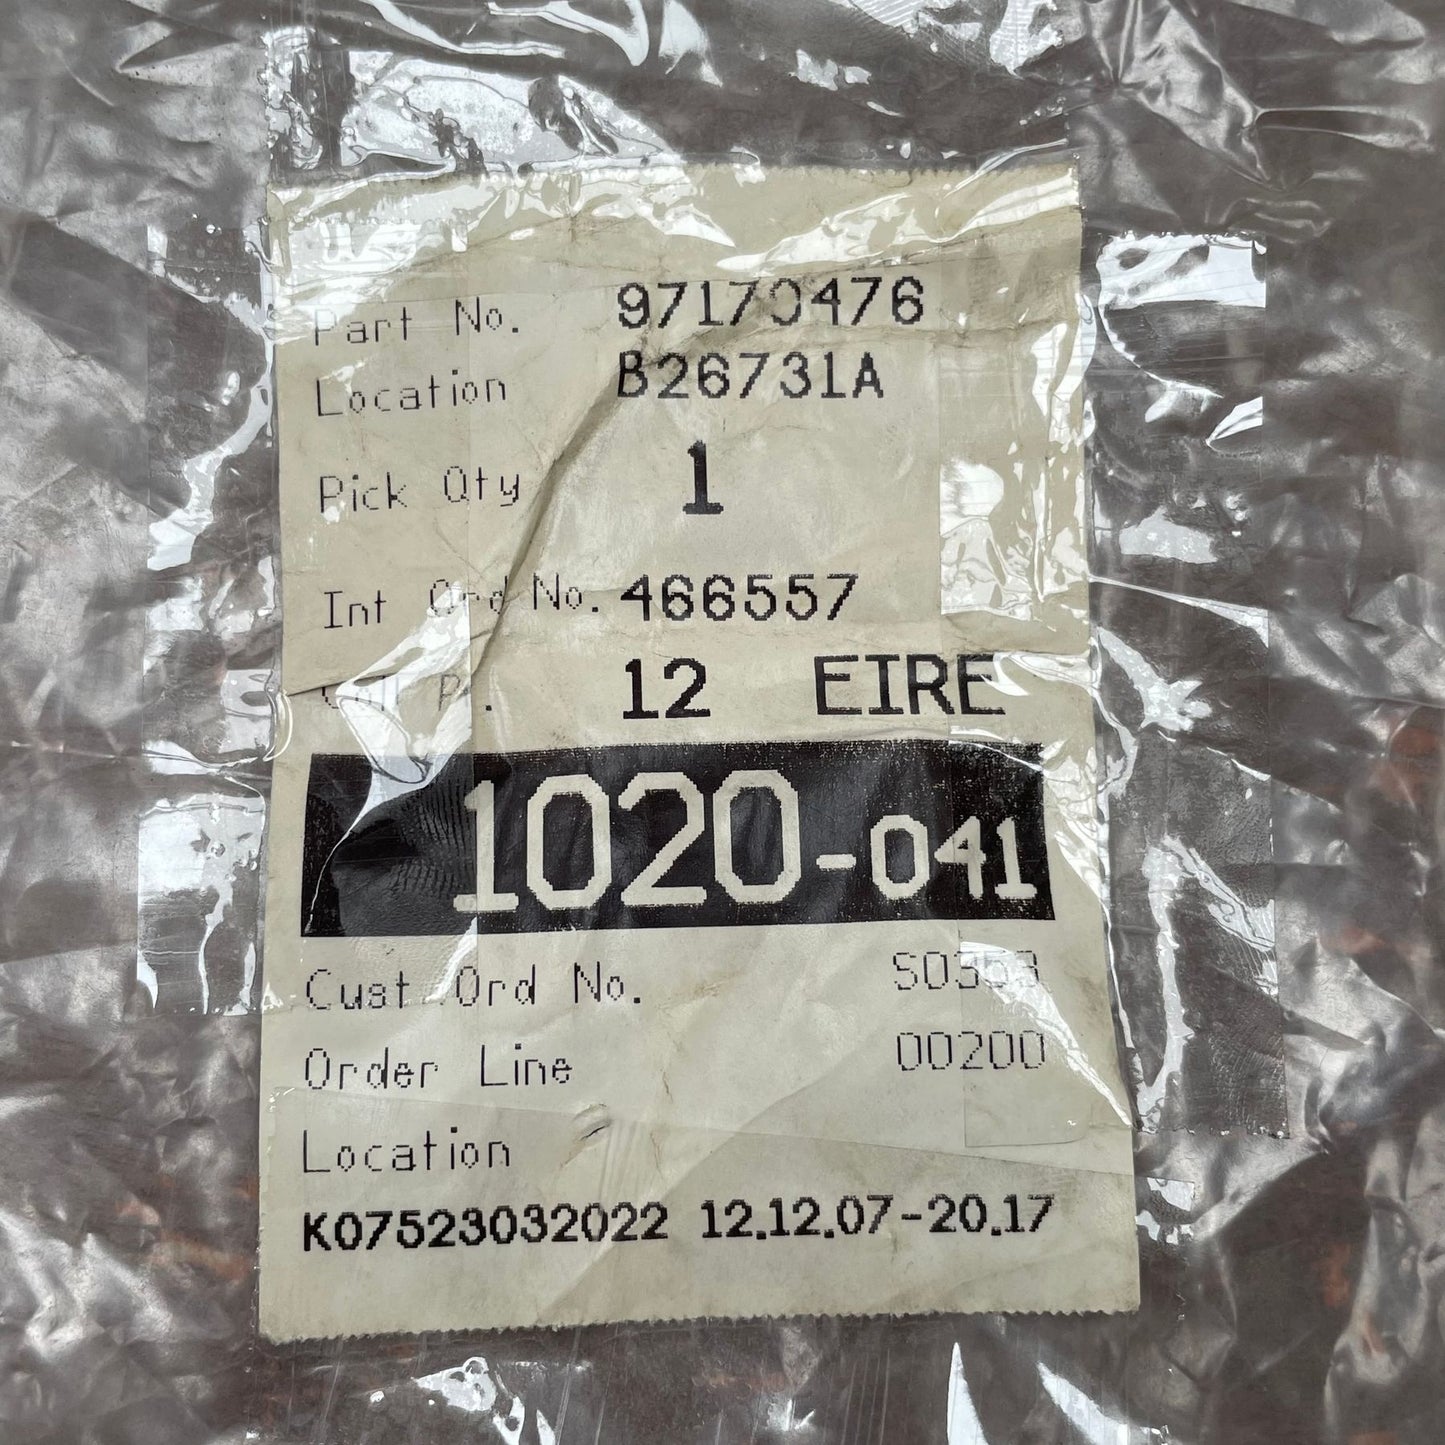 Part No. 97170476
Location B26731A
Pick Qty 1
Int Ord No. 466557
12 EIRE
1020-041
Cust Ord No. S0353
Order Line 00200
Location
K07523032022 12.12.07-20.17